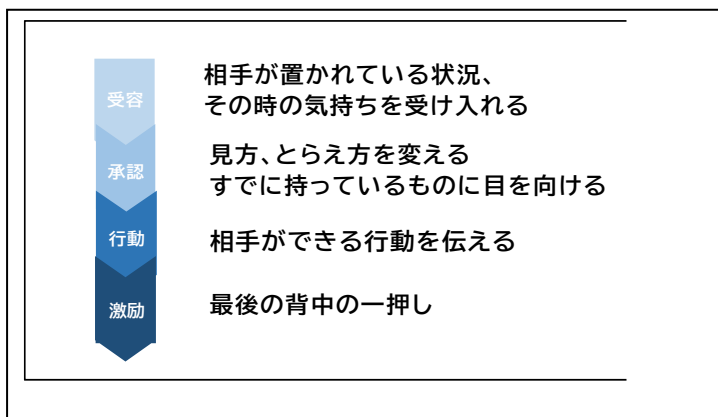 受容
相手が置かれている状況、
その時の気持ちを受け入れる
承認
見方、とらえ方を変える
すでに持っているものに目を向ける
行動
相手ができる行動を伝える
激励
最後の背中の一押し